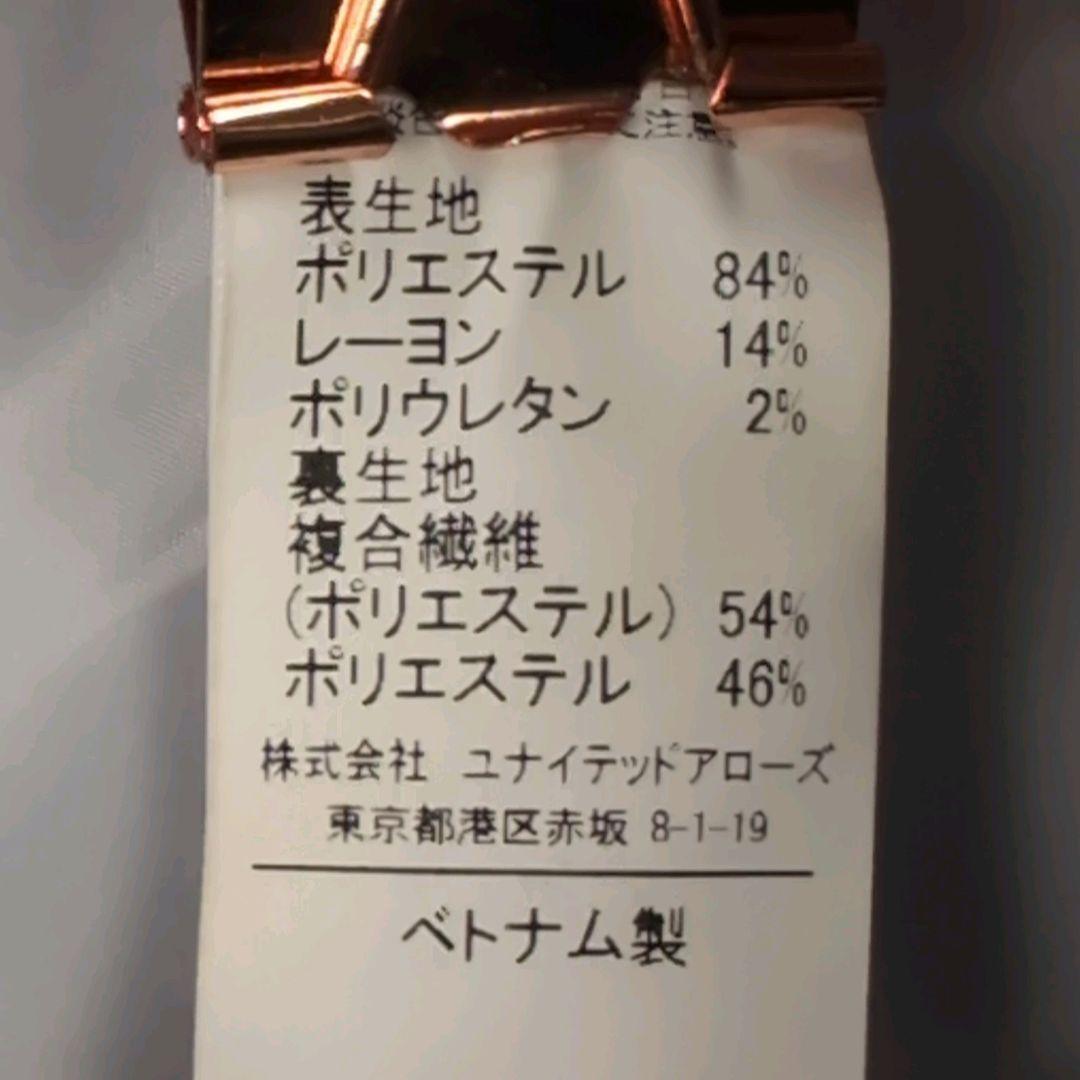 注意
表生地
ポリエステル 84%
レーヨン 14%
ポリウレタン 2%
裏生地
複合繊維
(ポリエステル) 54%
ポリエステル 46%
株式会社 ユナイテッドアローズ
東京都港区赤坂 8-1-19
ベトナム製